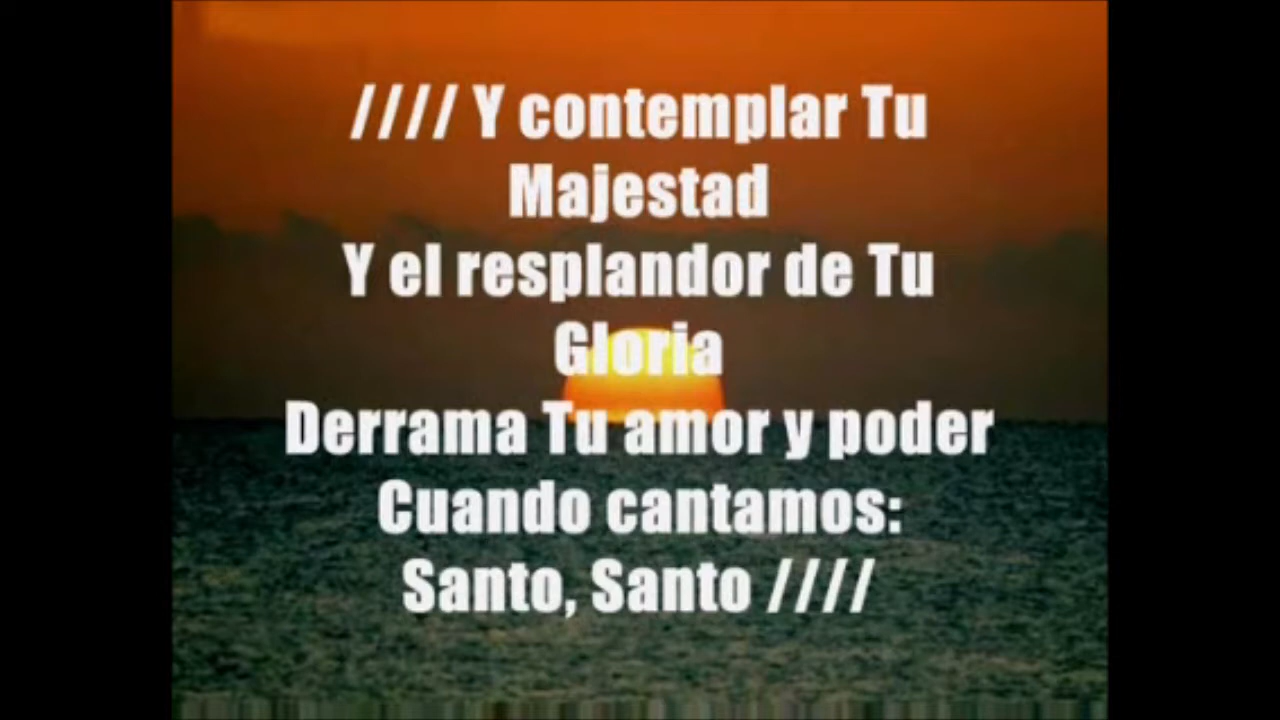 //// Y contemplar Tu
Majestad
Y el resplandor de Tu
Gloria
Derrama Tu amor y poder
Cuando cantamos:
Santo, Santo ////